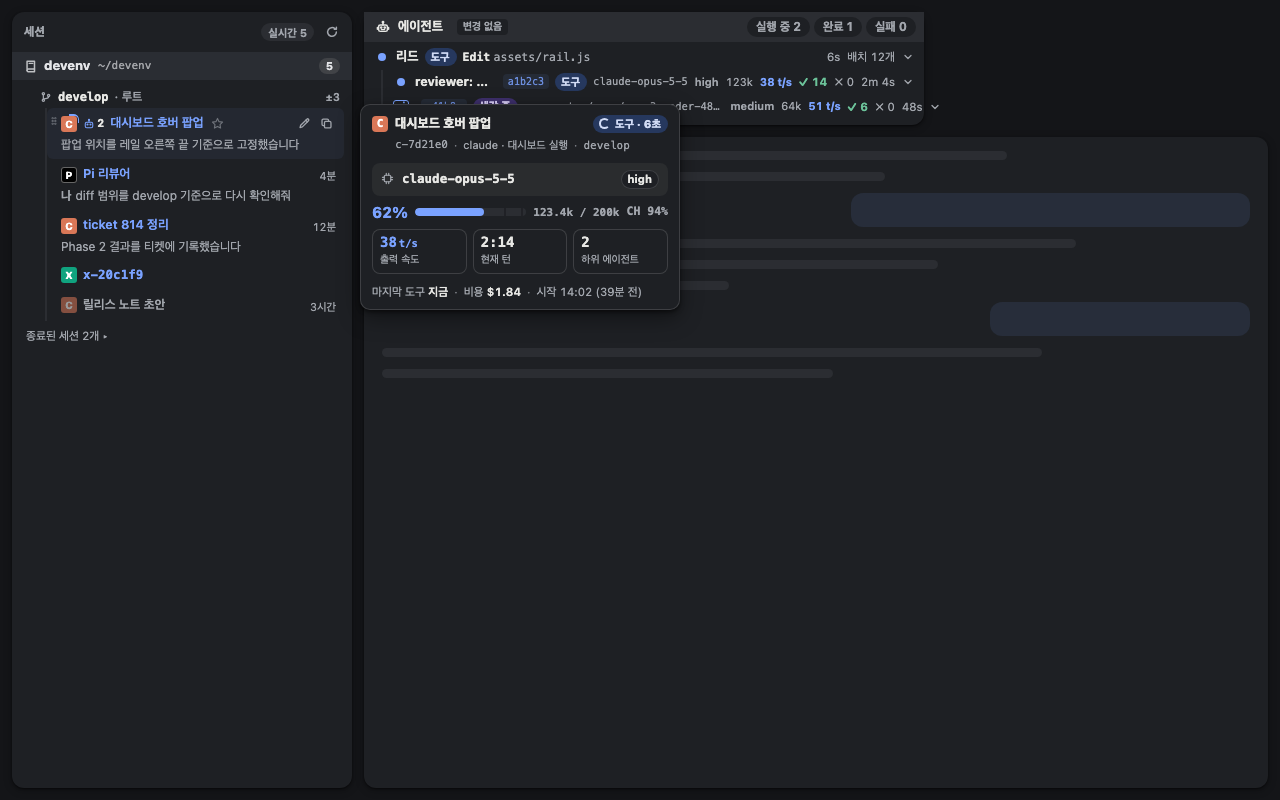 세션
실시간 5
devenv ~/devenv
5
develop · 루트
±3
C 2 대시보드 호버 팝업
팝업 위치를 레일 오른쪽 끝 기준으로 고정했습니다
P Pi 리뷰어
4분
나 diff 범위를 develop 기준으로 다시 확인해줘
C ticket 814 정리
12분
Phase 2 결과를 티켓에 기록했습니다
X x-20c1f9
C 릴리스 노트 초안
3시간
종료된 세션 2개 ▸
에이전트 변경 없음
실행 중 2 완료 1 실패 0
리드 도구 Edit assets/rail.js
6s 배치 12개
reviewer: … a1b2c3 도구 claude-opus-5-5 high 123k 38 t/s ✓ 14 × 0 2m 4s
medium 64k 51 t/s ✓ 6 × 0 48s
C 대시보드 호버 팝업
도구 · 6초
c-7d21e0 · claude · 대시보드 실행 · develop
claude-opus-5-5
high
62%
123.4k / 200k CH 94%
38 t/s
출력 속도
2:14
현재 턴
2
하위 에이전트
마지막 도구 지금 · 비용 $1.84 · 시작 14:02 (39분 전)